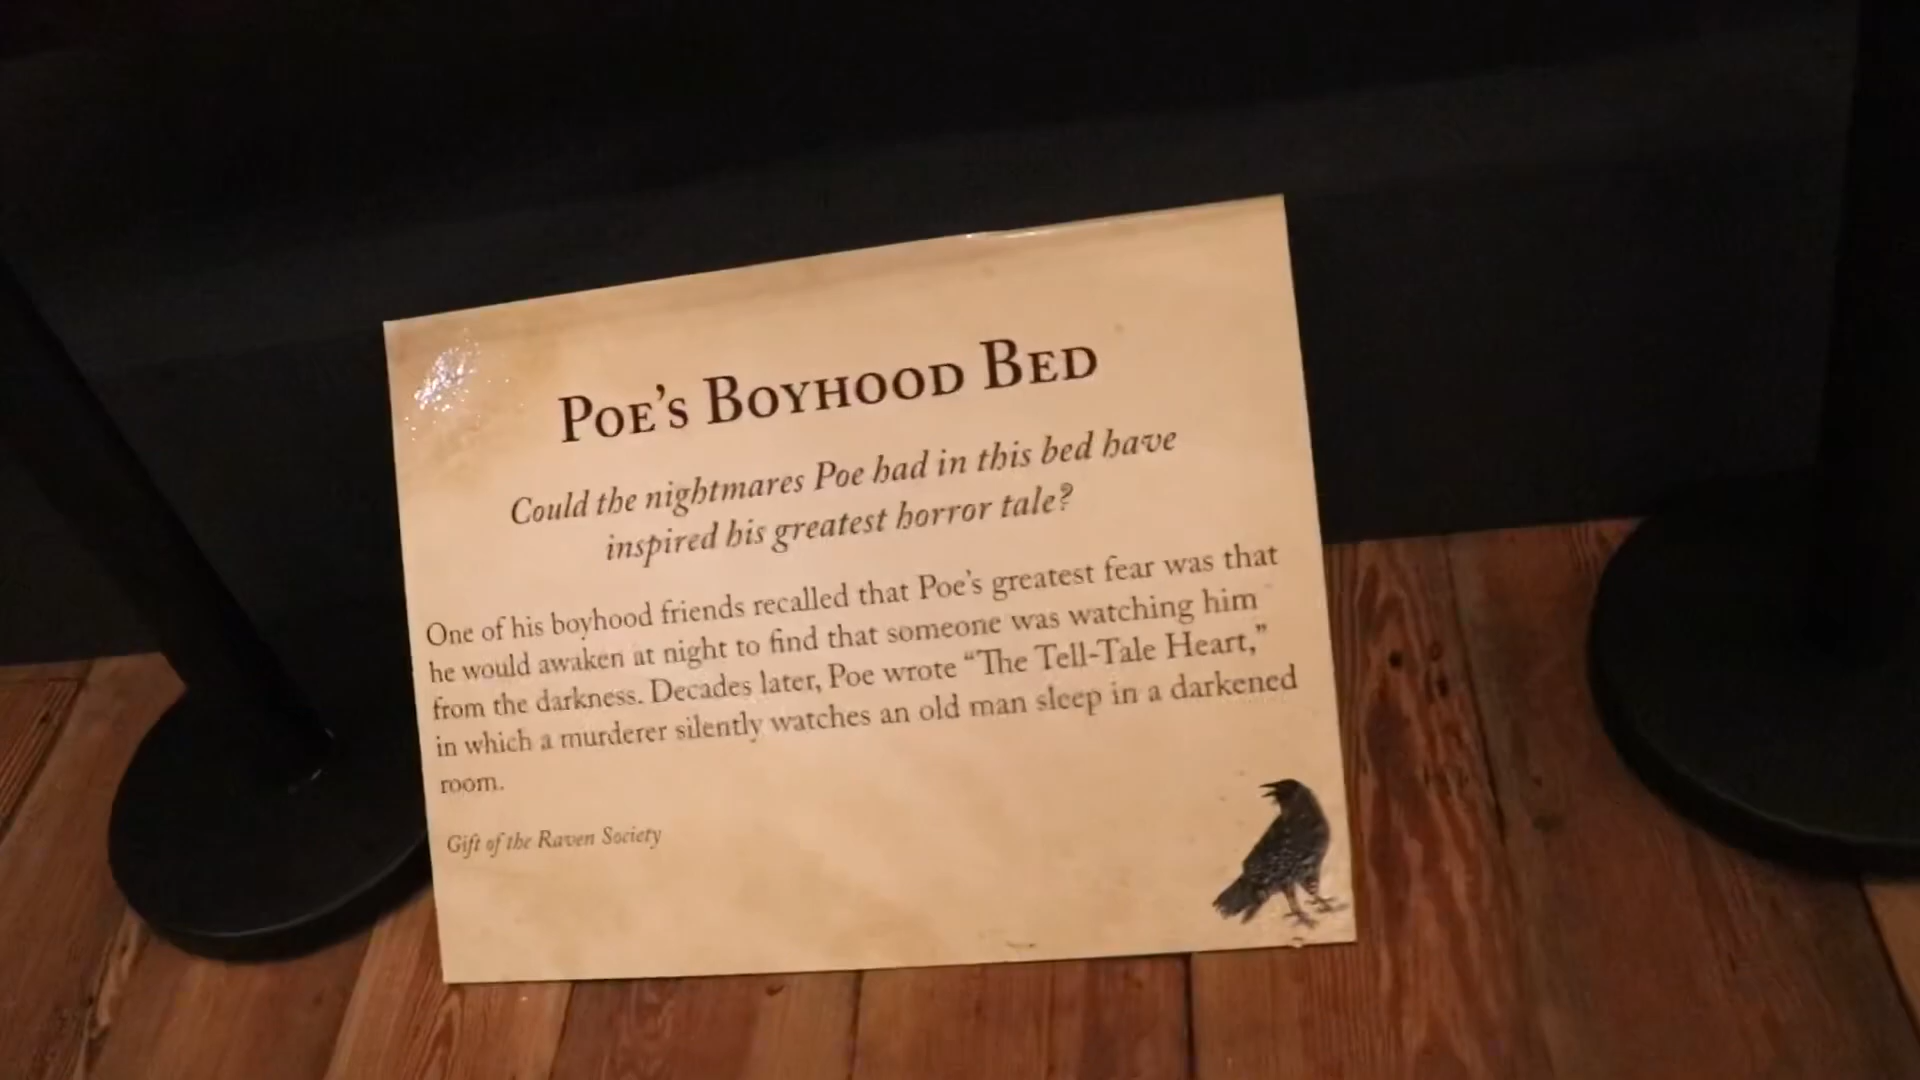 POE'S BOYHOOD BED
Could the nightmares Poe had in this bed have
inspired his greatest horror tale?
One of his boyhood friends recalled that Poe's greatest fear was that
he would awaken at night to find that someone was watching him
from the darkness. Decades later, Poe wrote “The Tell-Tale Heart,”
in which a murderer silently watches an old man sleep in a darkened
room.
Gift of the Raven Society